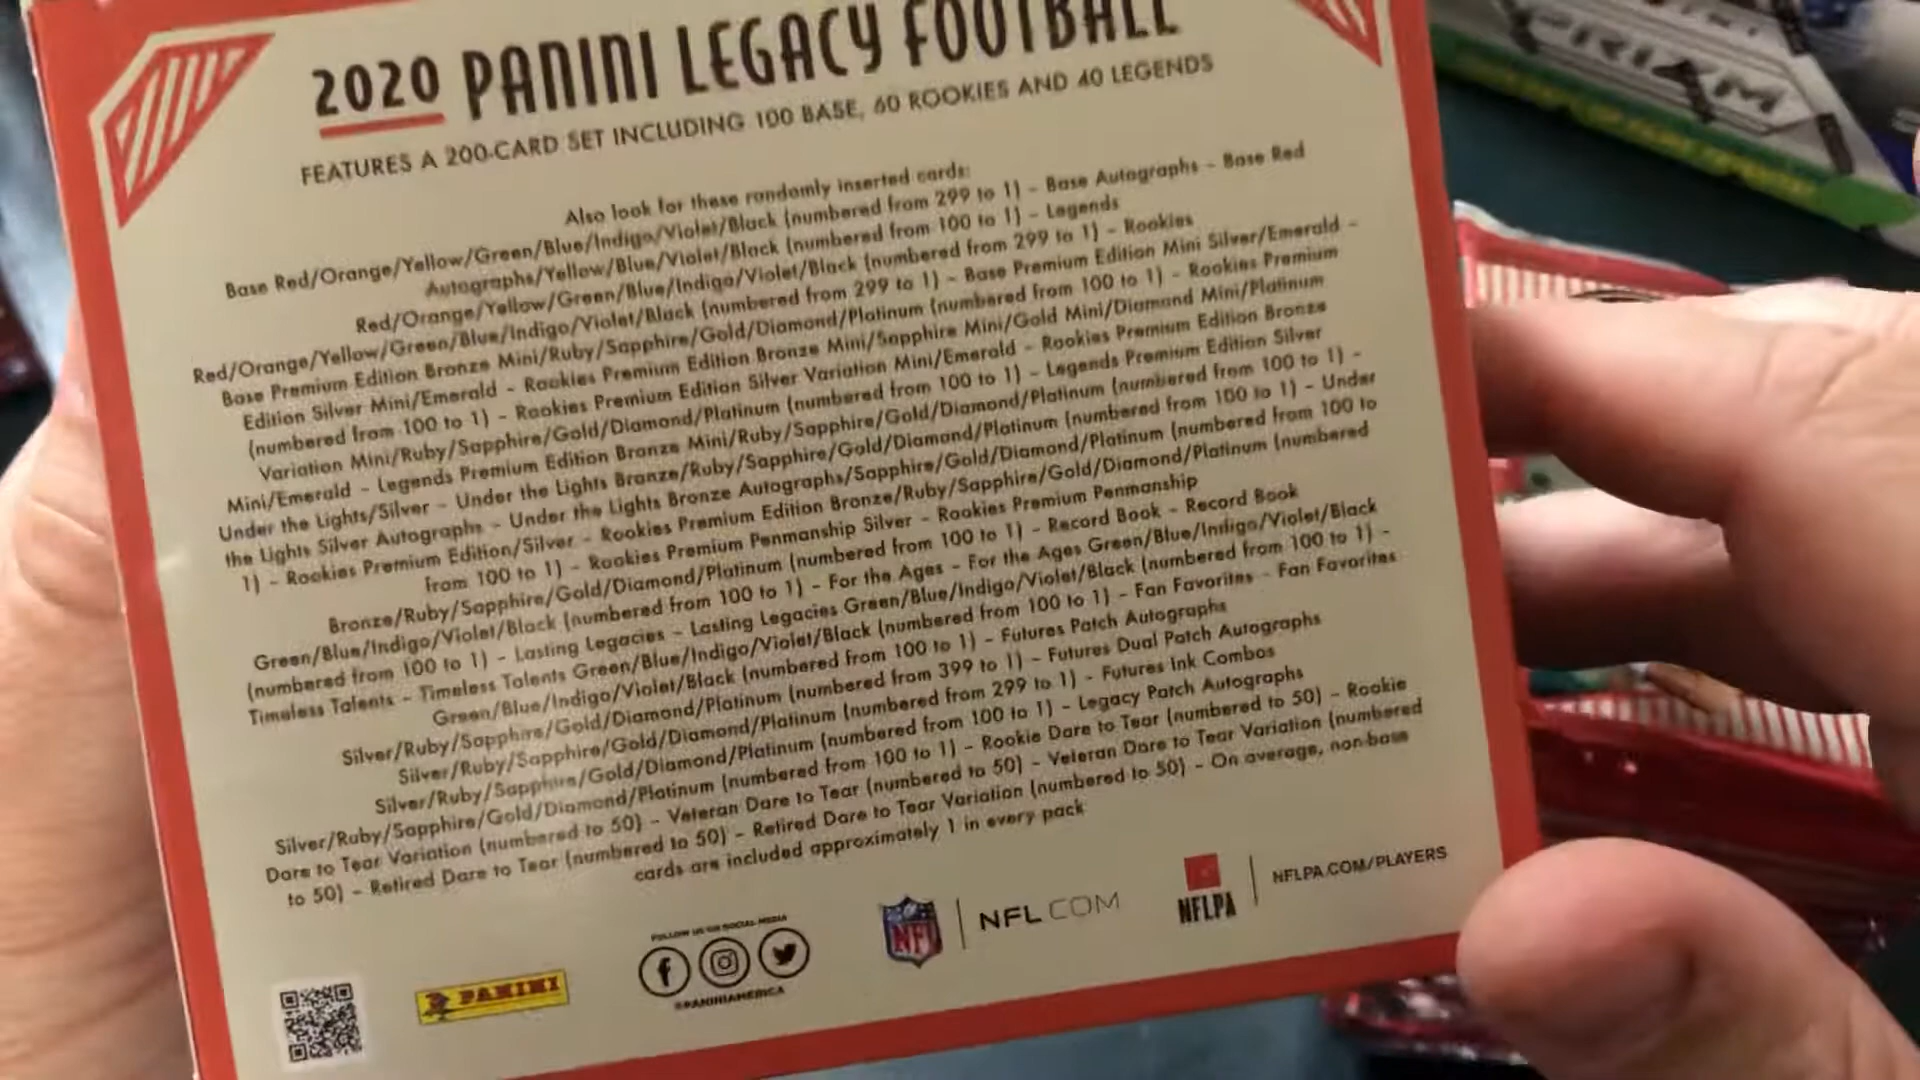 2020 PANINI LEGACY FOOTBALL
FEATURES A 200-CARD SET INCLUDING 100 BASE, 60 ROOKIES AND 40 LEGENDS
Also look for these randomly inserted cards:
Base Red/Orange/Yellow/Green/Blue/Indigo/Violet/Black (numbered from 299 to 1) – Base Autographs – Base Red
Autographs/Yellow/Blue/Violet/Black (numbered from 100 to 1) – Legends
Red/Orange/Yellow/Green/Blue/Indigo/Violet/Black (numbered from 299 to 1) – Rookies
Red/Orange/Yellow/Green/Blue/Indigo/Violet/Black (numbered from 299 to 1) – Base Premium Edition Mini Silver/Emerald –
Base Premium Edition Bronze Mini/Ruby/Sapphire/Gold/Diamond/Platinum (numbered from 100 to 1) – Rookies Premium
Edition Silver Mini/Emerald – Rookies Premium Edition Bronze Mini/Sapphire Mini/Gold Mini/Diamond Mini/Platinum
(numbered from 100 to 1) – Rookies Premium Edition Silver Variation Mini/Emerald – Rookies Premium Edition Bronze
Variation Mini/Ruby/Sapphire/Gold/Diamond/Platinum (numbered from 100 to 1) – Legends Premium Edition Silver
Mini/Emerald – Legends Premium Edition Bronze Mini/Ruby/Sapphire/Gold/Diamond/Platinum (numbered from 100 to 1) –
Under the Lights/Silver – Under the Lights Bronze/Ruby/Sapphire/Gold/Diamond/Platinum (numbered from 100 to 1) – Under
the Lights Silver Autographs – Under the Lights Bronze Autographs/Sapphire/Gold/Diamond/Platinum (numbered from 100 to
1) – Rookies Premium Edition/Silver – Rookies Premium Edition Bronze/Ruby/Sapphire/Gold/Diamond/Platinum (numbered
from 100 to 1) – Rookies Premium Penmanship Silver – Rookies Premium Penmanship
Bronze/Ruby/Sapphire/Gold/Diamond/Platinum (numbered from 100 to 1) – Record Book – Record Book
Green/Blue/Indigo/Violet/Black (numbered from 100 to 1) – For the Ages – For the Ages Green/Blue/Indigo/Violet/Black
(numbered from 100 to 1) – Lasting Legacies – Lasting Legacies Green/Blue/Indigo/Violet/Black (numbered from 100 to 1) –
Timeless Talents – Timeless Talents Green/Blue/Indigo/Violet/Black (numbered from 100 to 1) – Fan Favorites – Fan Favorites
Green/Blue/Indigo/Violet/Black (numbered from 100 to 1) – Futures Patch Autographs
Silver/Ruby/Sapphire/Gold/Diamond/Platinum (numbered from 399 to 1) – Futures Dual Patch Autographs
Silver/Ruby/Sapphire/Gold/Diamond/Platinum (numbered from 299 to 1) – Futures Ink Combos
Silver/Ruby/Sapphire/Gold/Diamond/Platinum (numbered from 100 to 1) – Legacy Patch Autographs
Silver/Ruby/Sapphire/Gold/Diamond/Platinum (numbered from 100 to 1) – Rookie Dare to Tear (numbered to 50) – Rookie
Dare to Tear Variation (numbered to 50) – Veteran Dare to Tear (numbered to 50) – Veteran Dare to Tear Variation (numbered
to 50) – Retired Dare to Tear (numbered to 50) – Retired Dare to Tear Variation (numbered to 50) – On average, non-base
cards are included approximately 1 in every pack
PANINI
FOLLOW US ON SOCIAL MEDIA
@PANINIAMERICA
NFL
NFL.COM
NFLPA
NFLPA.COM/PLAYERS
PRIZM